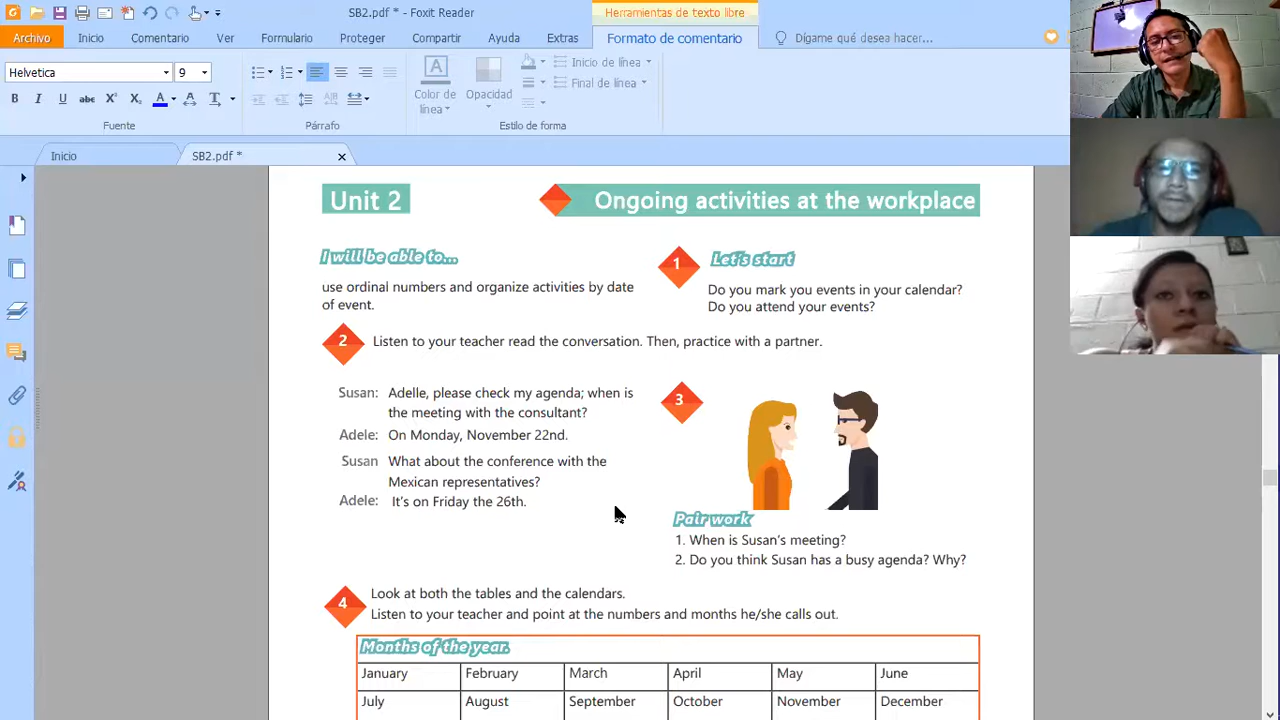 SB2.pdf * - Foxit Reader
Herramientas de texto libre
Archivo
Inicio
Comentario
Ver
Formulario
Proteger
Compartir
Ayuda
Extras
Formato de comentario
Dígame qué desea hacer...
Helvetica
9
Color de línea
Opacidad
Inicio de línea
Final de línea
Fuente
Párrafo
Estilo de forma
Inicio
SB2.pdf *
Unit 2
Ongoing activities at the workplace
I will be able to...
use ordinal numbers and organize activities by date
of event.
1
Let's start
Do you mark you events in your calendar?
Do you attend your events?
2
Listen to your teacher read the conversation. Then, practice with a partner.
Susan: Adelle, please check my agenda; when is
the meeting with the consultant?
Adele: On Monday, November 22nd.
Susan What about the conference with the
Mexican representatives?
Adele: It's on Friday the 26th.
3
Pair work
1. When is Susan's meeting?
2. Do you think Susan has a busy agenda? Why?
4
Look at both the tables and the calendars.
Listen to your teacher and point at the numbers and months he/she calls out.
Months of the year.
January February March April May June
July August September October November December